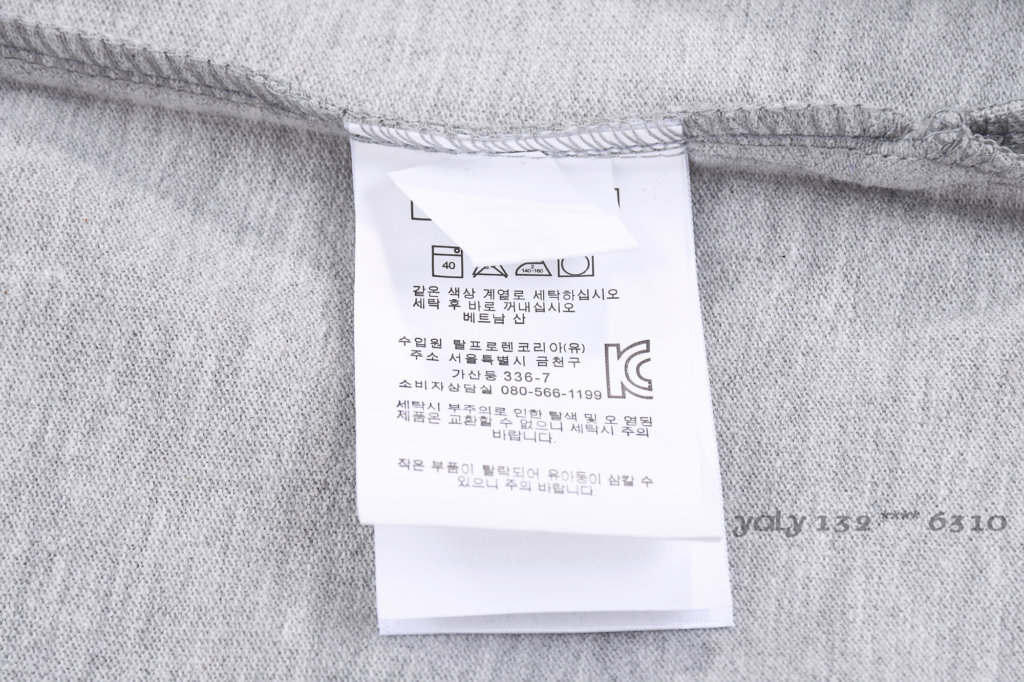 40
140-160
같은 색상 계열로 세탁하십시오
세탁 후 바로 꺼내십시오
베트남 산
수입원 랄프로렌코리아(유)
주소 서울특별시 금천구
가산동 336-7
소비자상담실 080-566-1199
세탁시 부주의로 인한 탈색 및 오 염된
제품은 교환할 수 없으니 세탁시 주의
바랍니다.
작은 부품이 탈락되어 유아동이 삼킬 수
있으니 주의 바랍니다.
yaly 132 **** 6310